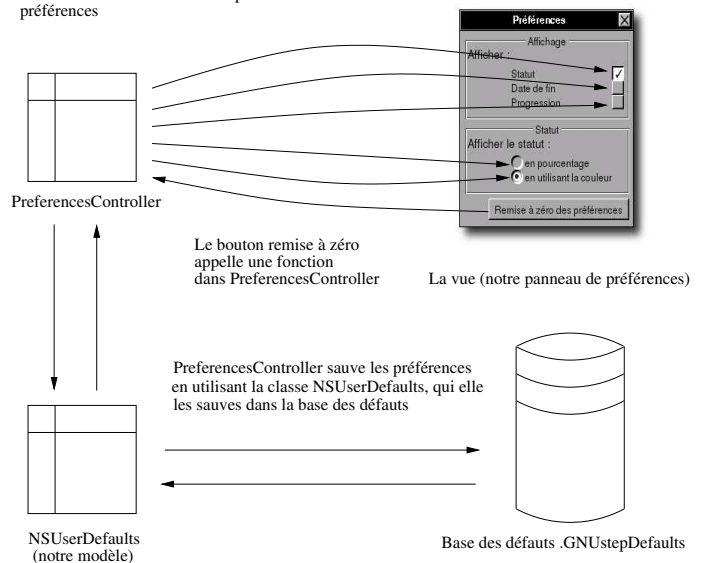 préférences
Préférences
Affichage
Afficher :
Statut
Date de fin
Progression
Statut
Afficher le statut :
en pourcentage
en utilisant la couleur
Remise à zéro des préférences
PreferencesController
Le bouton remise à zéro
appelle une fonction
dans PreferencesController
La vue (notre panneau de préférences)
PreferencesController sauve les préférences
en utilisant la classe NSUserDefaults, qui elle
les sauves dans la base des défauts
NSUserDefaults
(notre modèle)
Base des défauts .GNUstepDefaults